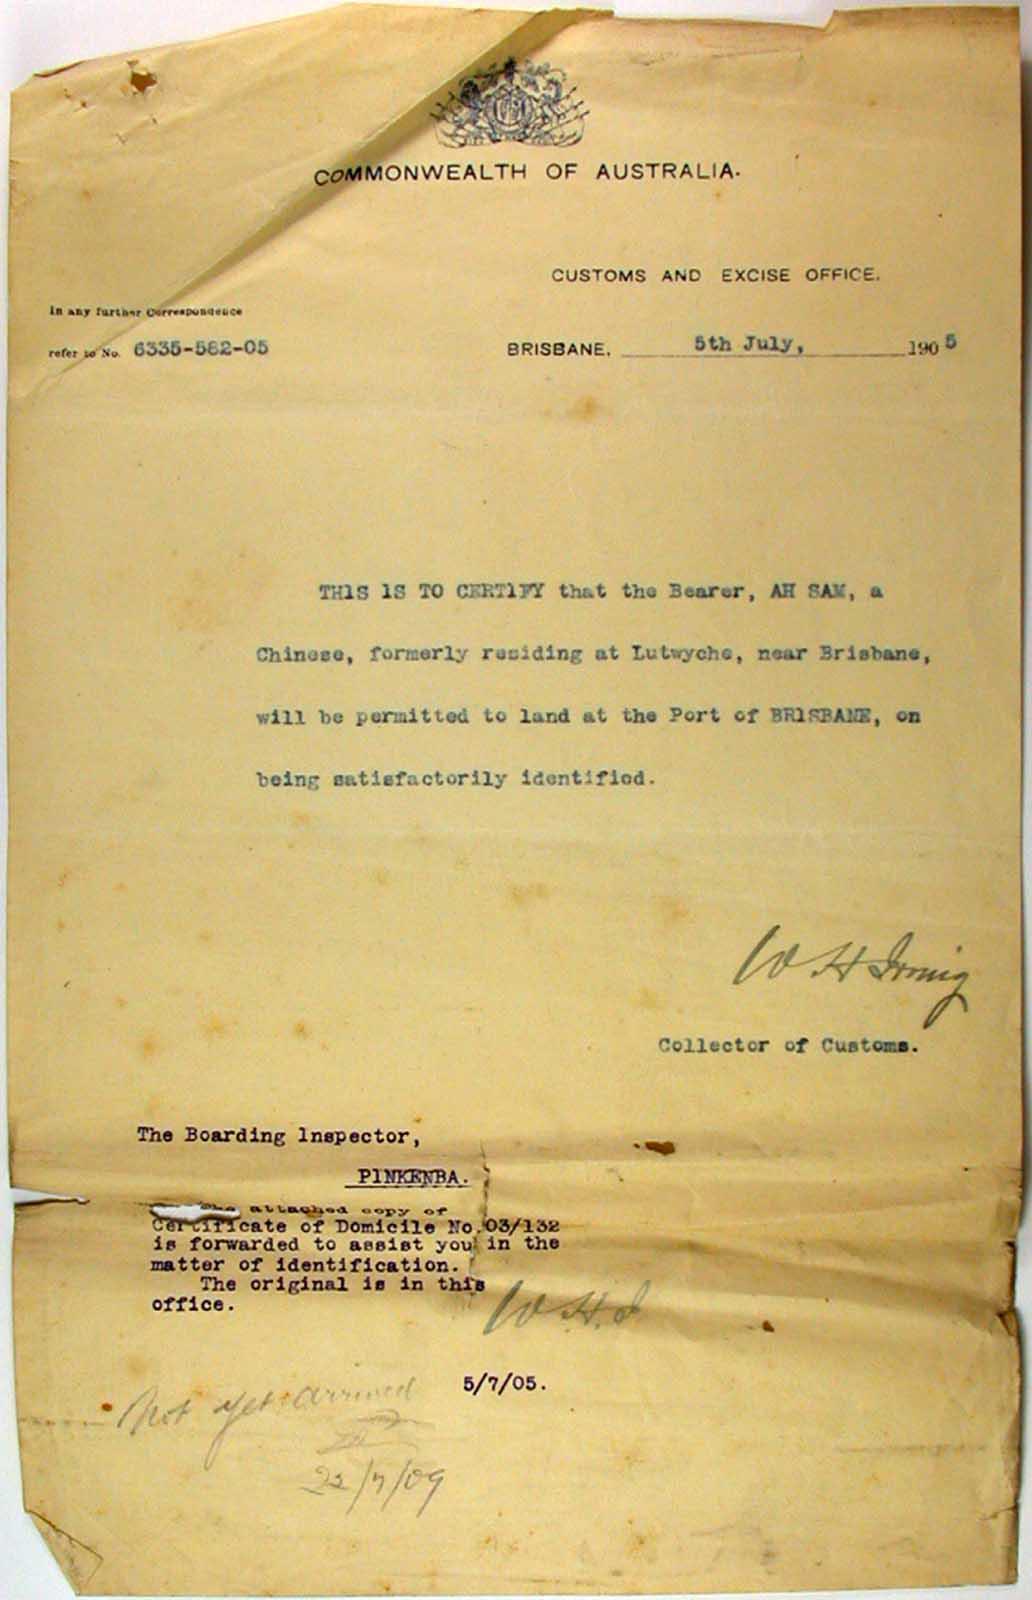 COMMONWEALTH OF AUSTRALIA.
CUSTOMS AND EXCISE OFFICE.
In any further Correspondence
refer to No. 6335-582-05
BRISBANE, 5th July, 1905
THIS IS TO CERTIFY that the Bearer, AH SAM, a
Chinese, formerly residing at Lutwyche, near Brisbane,
will be permitted to land at the Port of BRISBANE, on
being satisfactorily identified.
W H Irving
Collector of Customs.
The Boarding Inspector,
PINKENBA.
The attached copy of
Certificate of Domicile No.03/132
is forwarded to assist you in the
matter of identification.
The original is in this
office.
W.H.I
5/7/05.
Not yet arrived
22/7/09